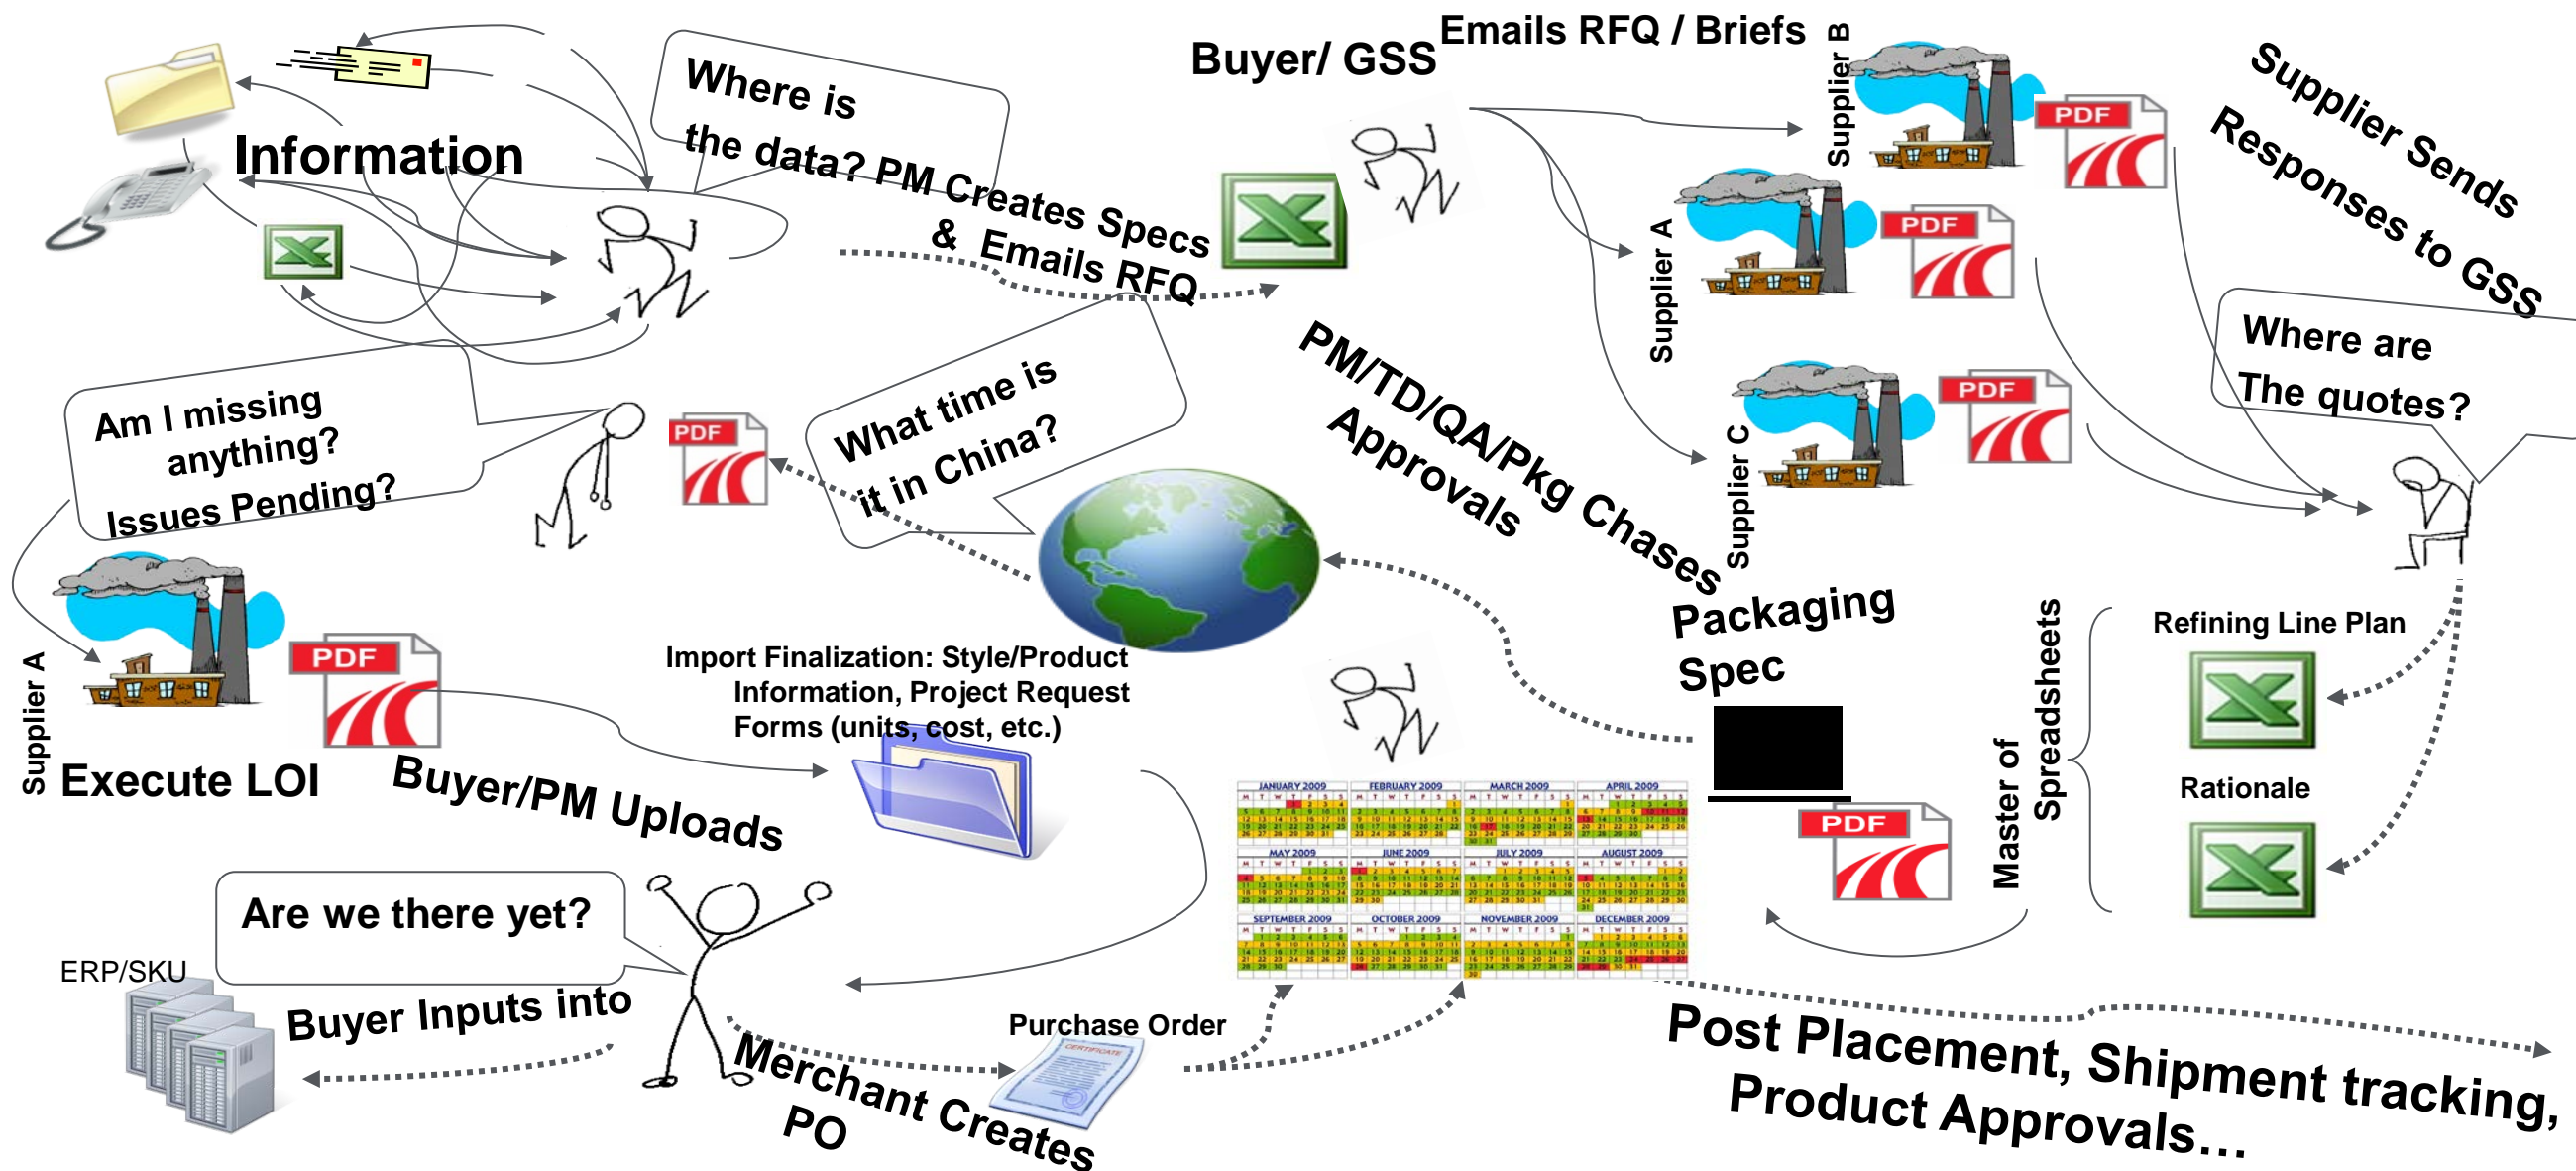 Information
Where is
the data?
PM Creates Specs
& Emails RFQ
Buyer/ GSS
Emails RFQ / Briefs
Supplier B
PDF
Supplier A
PDF
Supplier C
PDF
Supplier Sends
Responses to GSS
Where are
The quotes?
Refining Line Plan
Rationale
Master of
Spreadsheets
Packaging
Spec
PDF
PM/TD/QA/Pkg Chases
Approvals
What time is
it in China?
PDF
Am I missing
anything?
Issues Pending?
Supplier A
PDF
Execute LOI
Buyer/PM Uploads
Import Finalization: Style/Product
Information, Project Request
Forms (units, cost, etc.)
Are we there yet?
ERP/SKU
Buyer Inputs into
Merchant Creates
PO
Purchase Order
CERTIFICATE
JANUARY 2009
FEBRUARY 2009
MARCH 2009
APRIL 2009
MAY 2009
JUNE 2009
JULY 2009
AUGUST 2009
SEPTEMBER 2009
OCTOBER 2009
NOVEMBER 2009
DECEMBER 2009
Post Placement, Shipment tracking,
Product Approvals…